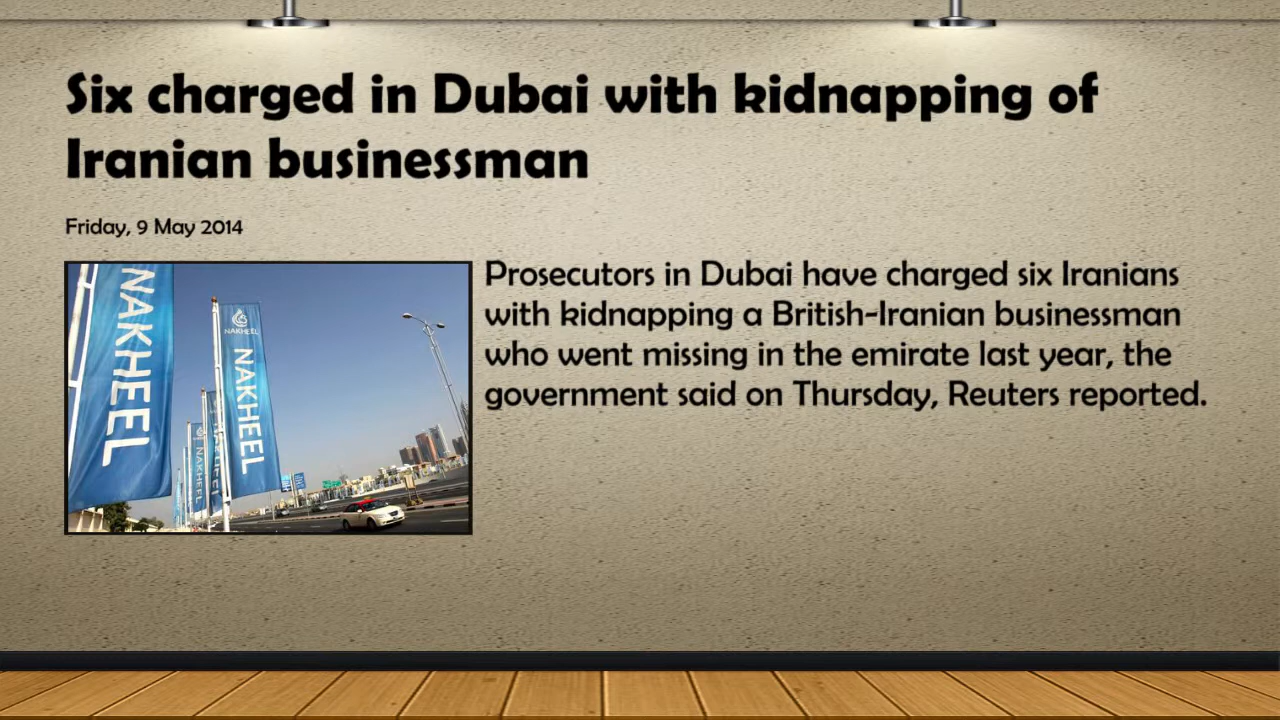 Six charged in Dubai with kidnapping of
Iranian businessman
Friday, 9 May 2014
Prosecutors in Dubai have charged six Iranians
with kidnapping a British-Iranian businessman
who went missing in the emirate last year, the
government said on Thursday, Reuters reported.
NAKHEEL
NAKHEEL
NAKHEEL
NAKHEEL